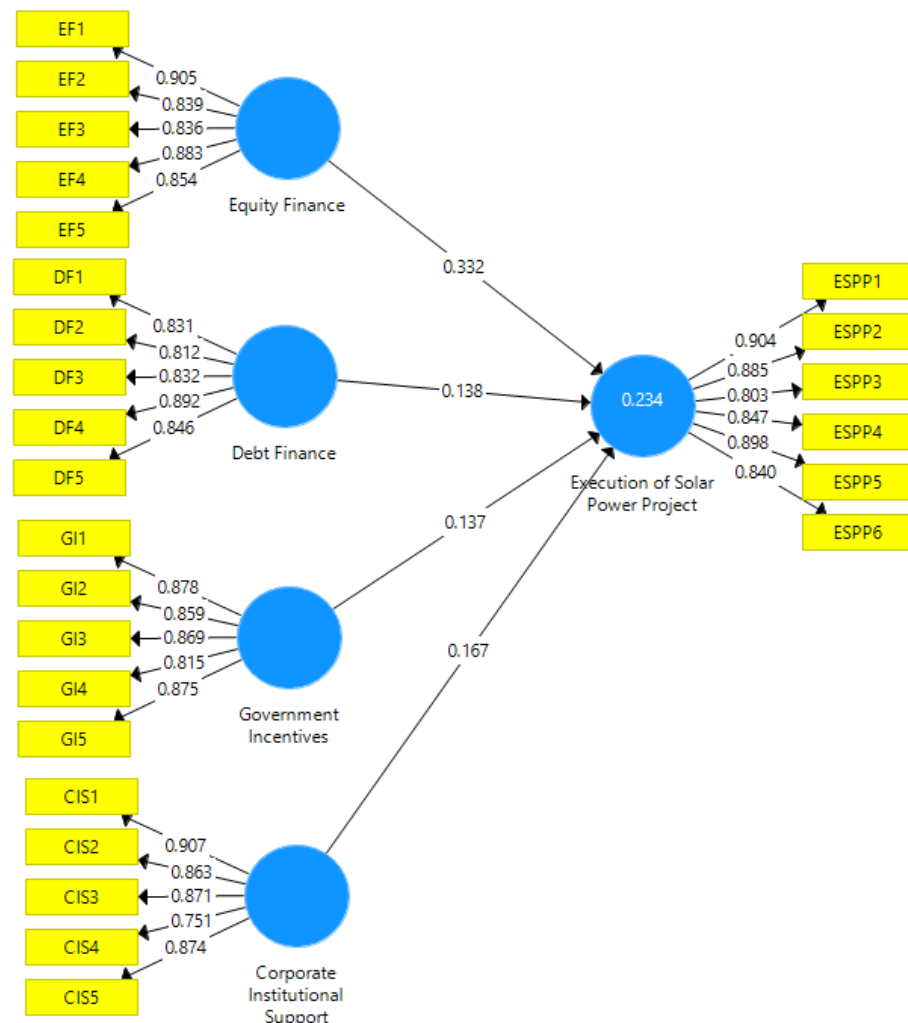 EF1
EF2
EF3
EF4
EF5
0.905
0.839
0.836
0.883
0.854
Equity Finance
0.332
DF1
DF2
DF3
DF4
DF5
0.831
0.812
0.832
0.892
0.846
Debt Finance
0.138
GI1
GI2
GI3
GI4
GI5
0.878
0.859
0.869
0.815
0.875
Government
Incentives
0.137
CIS1
CIS2
CIS3
CIS4
CIS5
0.907
0.863
0.871
0.751
0.874
Corporate
Institutional
Support
0.167
0.234
Execution of Solar
Power Project
0.904
0.885
0.803
0.847
0.898
0.840
ESPP1
ESPP2
ESPP3
ESPP4
ESPP5
ESPP6